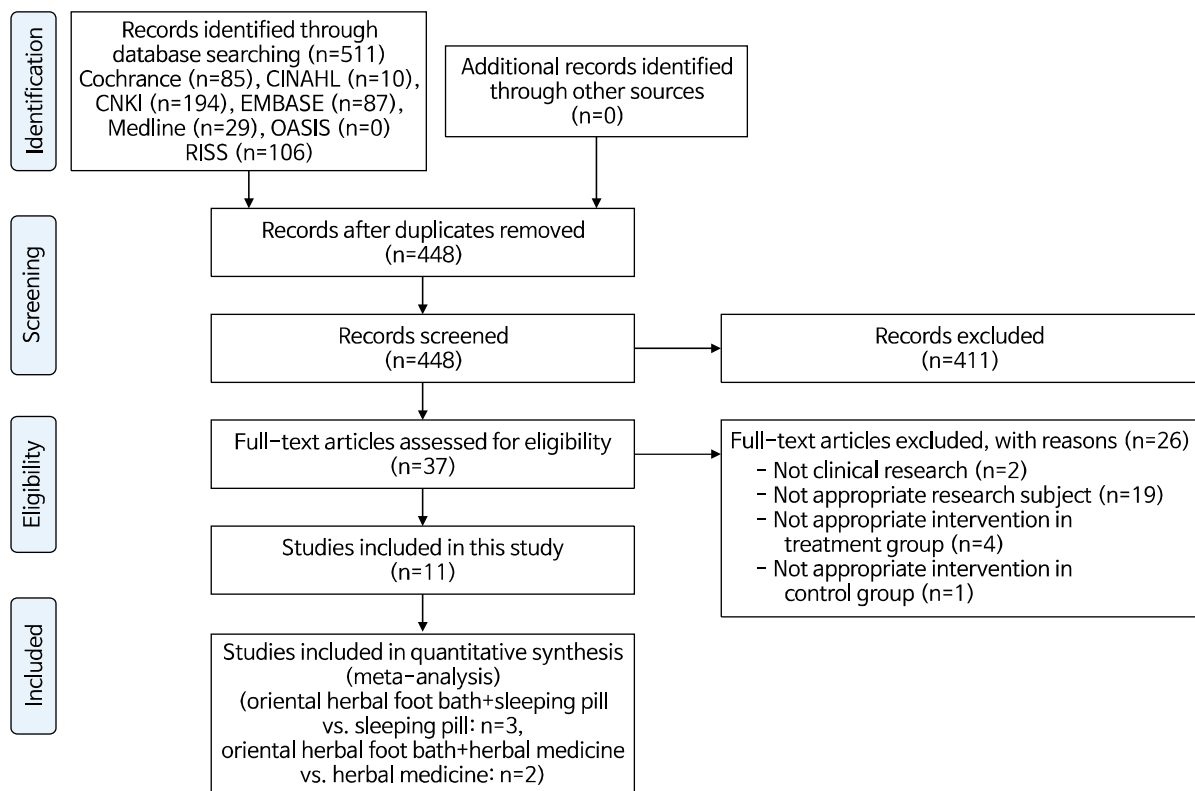 Identification
Records identified through
database searching (n=511)
Cochrance (n=85), CINAHL (n=10),
CNKI (n=194), EMBASE (n=87),
Medline (n=29), OASIS (n=0)
RISS (n=106)
Additional records identified
through other sources
(n=0)
Screening
Records after duplicates removed
(n=448)
Records screened
(n=448)
Records excluded
(n=411)
Eligibility
Full-text articles assessed for eligibility
(n=37)
Full-text articles excluded, with reasons (n=26)
- Not clinical research (n=2)
- Not appropriate research subject (n=19)
- Not appropriate intervention in
treatment group (n=4)
- Not appropriate intervention in
control group (n=1)
Studies included in this study
(n=11)
Included
Studies included in quantitative synthesis
(meta-analysis)
(oriental herbal foot bath+sleeping pill
vs. sleeping pill: n=3,
oriental herbal foot bath+herbal medicine
vs. herbal medicine: n=2)